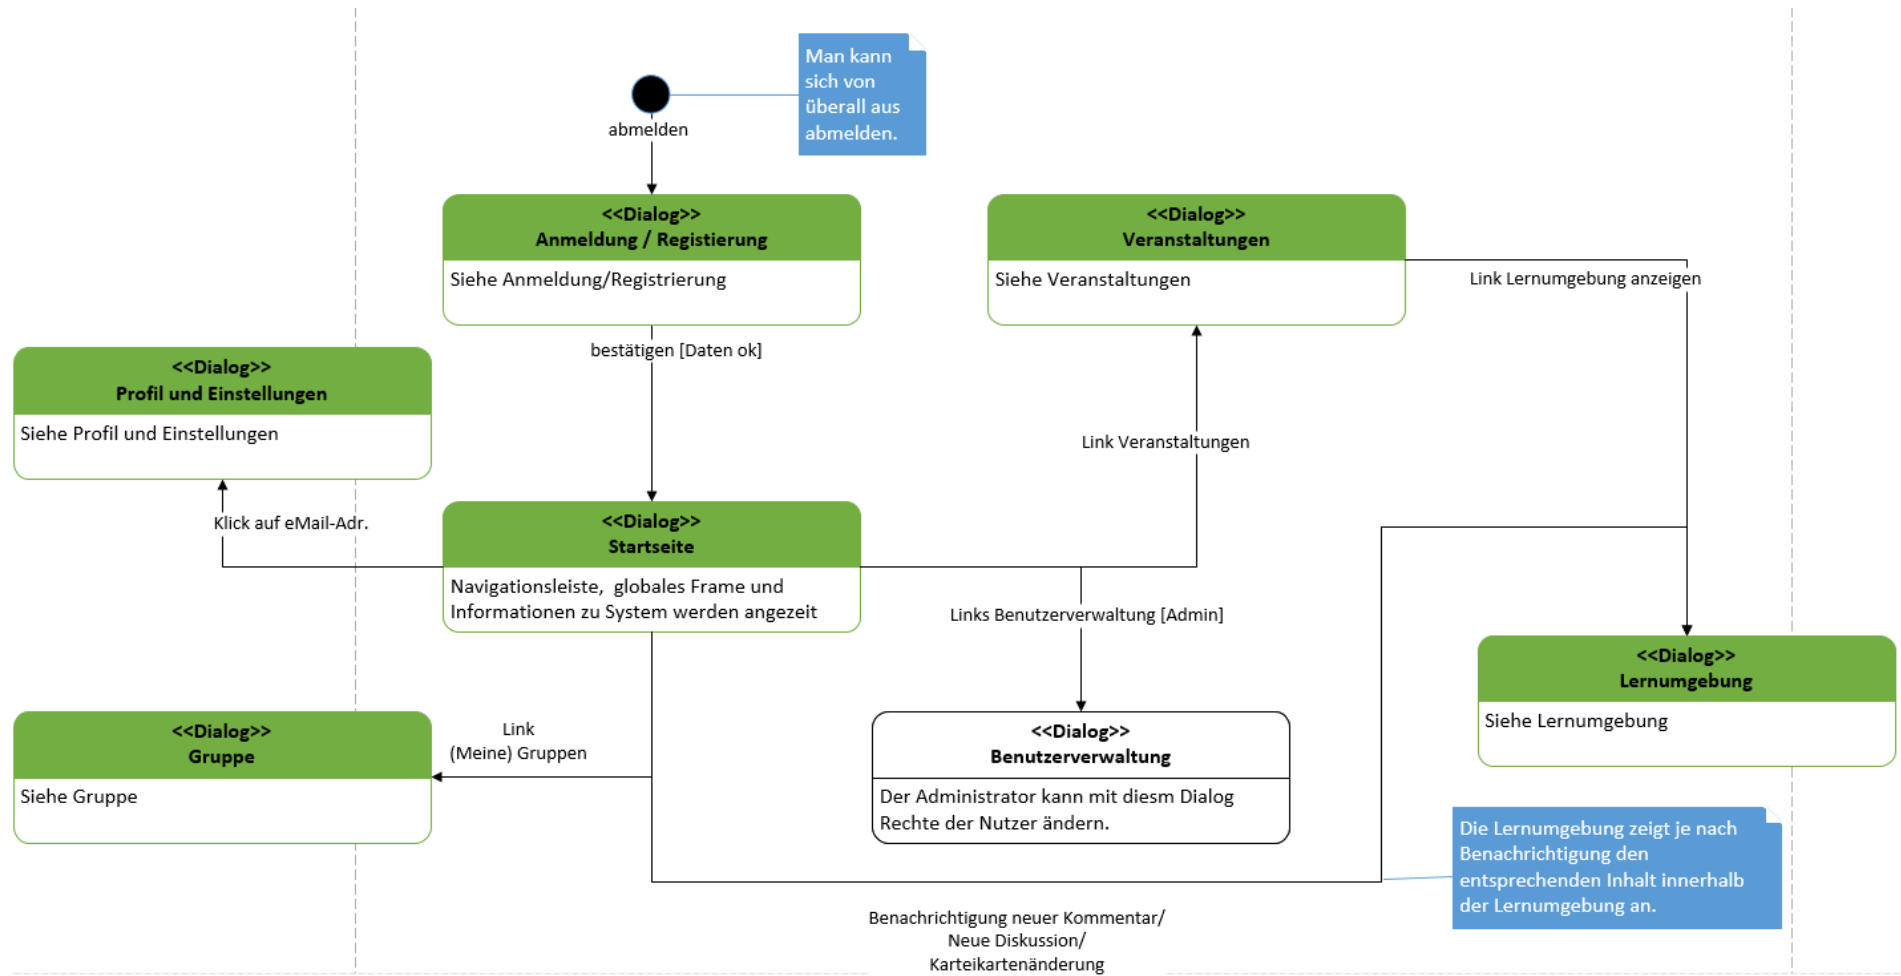 Man kann
sich von
überall aus
abmelden.
abmelden
<<Dialog>>
Anmeldung / Registierung
Siehe Anmeldung/Registrierung
<<Dialog>>
Veranstaltungen
Siehe Veranstaltungen
Link Lernumgebung anzeigen
bestätigen [Daten ok]
<<Dialog>>
Profil und Einstellungen
Siehe Profil und Einstellungen
Link Veranstaltungen
Klick auf eMail-Adr.
<<Dialog>>
Startseite
Navigationsleiste, globales Frame und
Informationen zu System werden angezeit
Links Benutzerverwaltung [Admin]
<<Dialog>>
Lernumgebung
Siehe Lernumgebung
<<Dialog>>
Gruppe
Siehe Gruppe
Link
(Meine) Gruppen
<<Dialog>>
Benutzerverwaltung
Der Administrator kann mit diesm Dialog
Rechte der Nutzer ändern.
Die Lernumgebung zeigt je nach
Benachrichtigung den
entsprechenden Inhalt innerhalb
der Lernumgebung an.
Benachrichtigung neuer Kommentar/
Neue Diskussion/
Karteikartenänderung